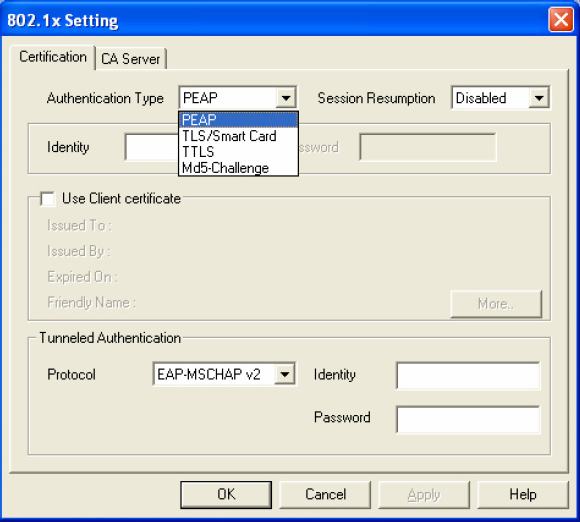 802.1x Setting
Certification CA Server
Authentication Type PEAP Session Resumption Disabled
PEAP
TLS/Smart Card
TTLS
Md5-Challenge
Identity ssword
Use Client certificate
Issued To :
Issued By :
Expired On :
Friendly Name : More..
Tunneled Authentication
Protocol EAP-MSCHAP v2 Identity
Password
OK Cancel Apply Help